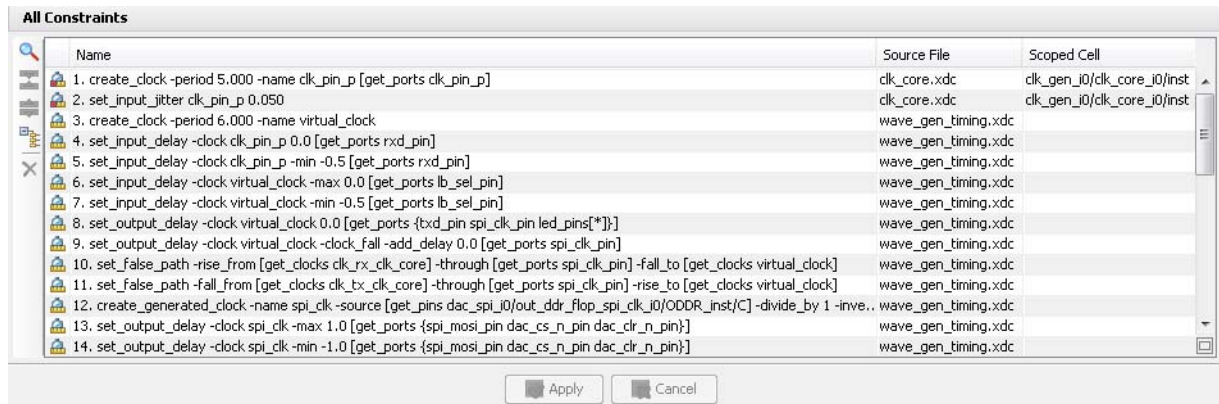 All Constraints
Name Source File Scoped Cell
1. create_clock -period 5.000 -name clk_pin_p [get_ports clk_pin_p] clk_core.xdc clk_gen_i0/clk_core_i0/inst
2. set_input_jitter clk_pin_p 0.050 clk_core.xdc clk_gen_i0/clk_core_i0/inst
3. create_clock -period 6.000 -name virtual_clock wave_gen_timing.xdc
4. set_input_delay -clock clk_pin_p 0.0 [get_ports rxd_pin] wave_gen_timing.xdc
5. set_input_delay -clock clk_pin_p -min -0.5 [get_ports rxd_pin] wave_gen_timing.xdc
6. set_input_delay -clock virtual_clock -max 0.0 [get_ports lb_sel_pin] wave_gen_timing.xdc
7. set_input_delay -clock virtual_clock -min -0.5 [get_ports lb_sel_pin] wave_gen_timing.xdc
8. set_output_delay -clock virtual_clock 0.0 [get_ports {txd_pin spi_clk_pin led_pins[*]}] wave_gen_timing.xdc
9. set_output_delay -clock virtual_clock -clock_fall -add_delay 0.0 [get_ports spi_clk_pin] wave_gen_timing.xdc
10. set_false_path -rise_from [get_clocks clk_rx_clk_core] -through [get_ports spi_clk_pin] -fall_to [get_clocks virtual_clock] wave_gen_timing.xdc
11. set_false_path -fall_from [get_clocks clk_tx_clk_core] -through [get_ports spi_clk_pin] -rise_to [get_clocks virtual_clock] wave_gen_timing.xdc
12. create_generated_clock -name spi_clk -source [get_pins dac_spi_i0/out_ddr_flop_spi_clk_i0/ODDR_inst/C] -divide_by 1 -inve... wave_gen_timing.xdc
13. set_output_delay -clock spi_clk -max 1.0 [get_ports {spi_mosi_pin dac_cs_n_pin dac_clr_n_pin}] wave_gen_timing.xdc
14. set_output_delay -clock spi_clk -min -1.0 [get_ports {spi_mosi_pin dac_cs_n_pin dac_clr_n_pin}] wave_gen_timing.xdc
Apply Cancel